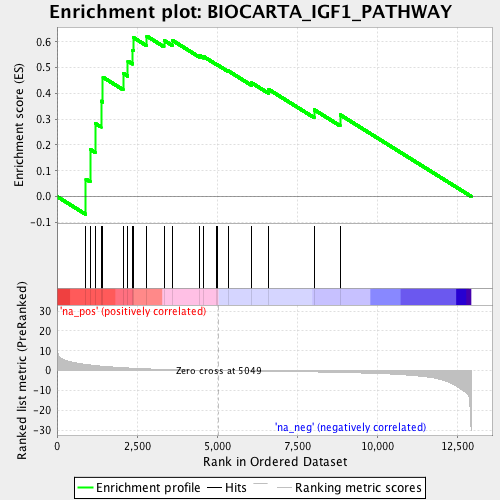 Enrichment plot: BIOCARTA_IGF1_PATHWAY
Enrichment score (ES)
0.6
0.5
0.4
0.3
0.2
0.1
0.0
-0.1
Ranked list metric (PreRanked)
30
20
10
0
-10
-20
-30
'na_pos' (positively correlated)
Zero cross at 5049
'na_neg' (negatively correlated)
0 2,500 5,000 7,500 10,000 12,500
Rank in Ordered Dataset
Enrichment profile Hits Ranking metric scores